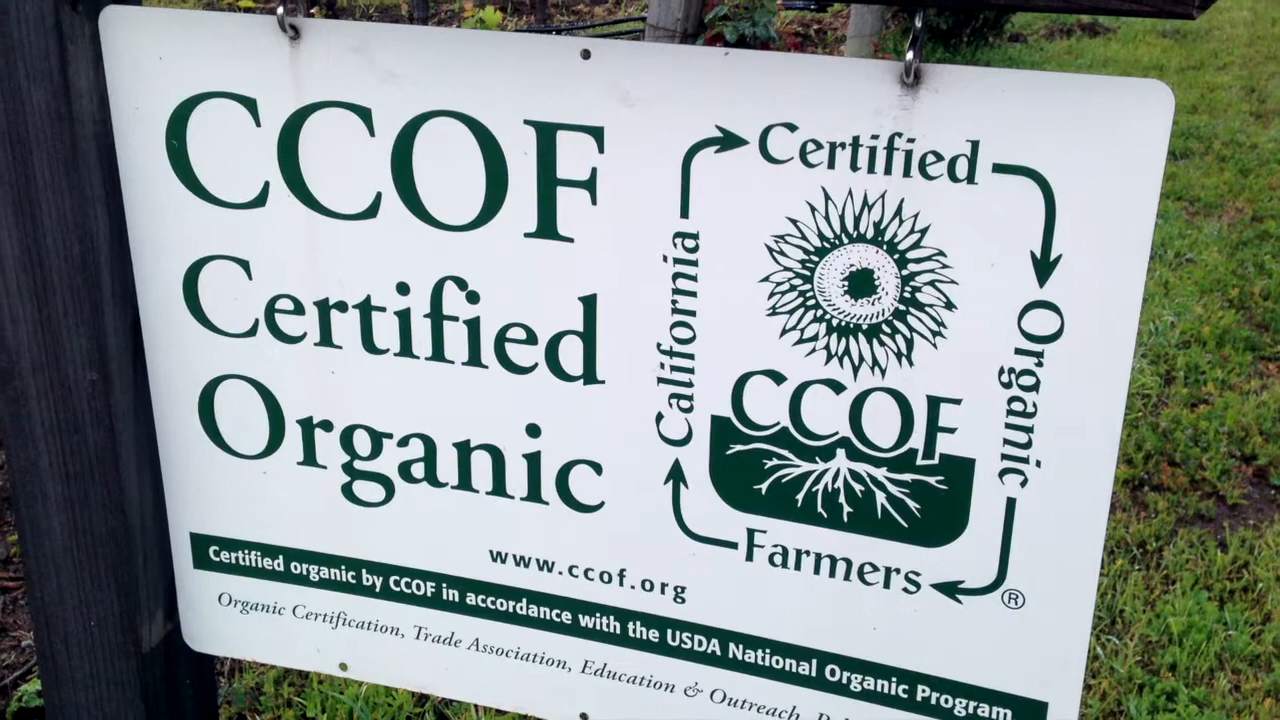 CCOF
Certified
Organic
www.ccof.org
Certified organic by CCOF in accordance with the USDA National Organic Program
Organic Certification, Trade Association, Education & Outreach,
California
Certified
Organic
Farmers
CCOF
®